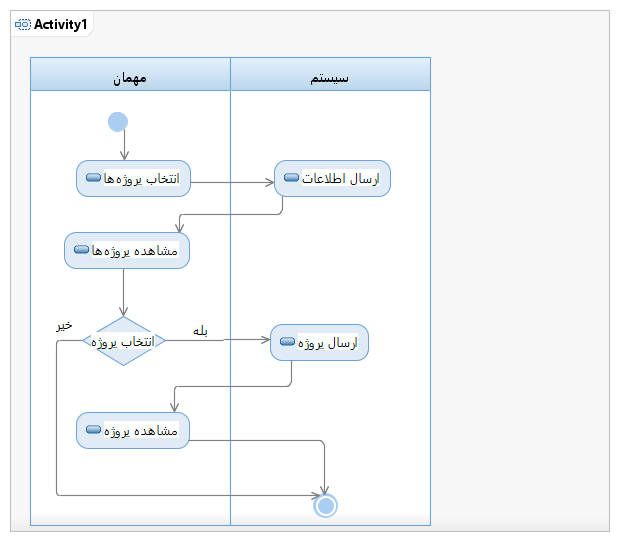 Activity1
مهمان
سیستم
انتخاب پروژه‌ها
ارسال اطلاعات
مشاهده پروژه‌ها
خیر
بله
انتخاب پروژه
ارسال پروژه
مشاهده پروژه